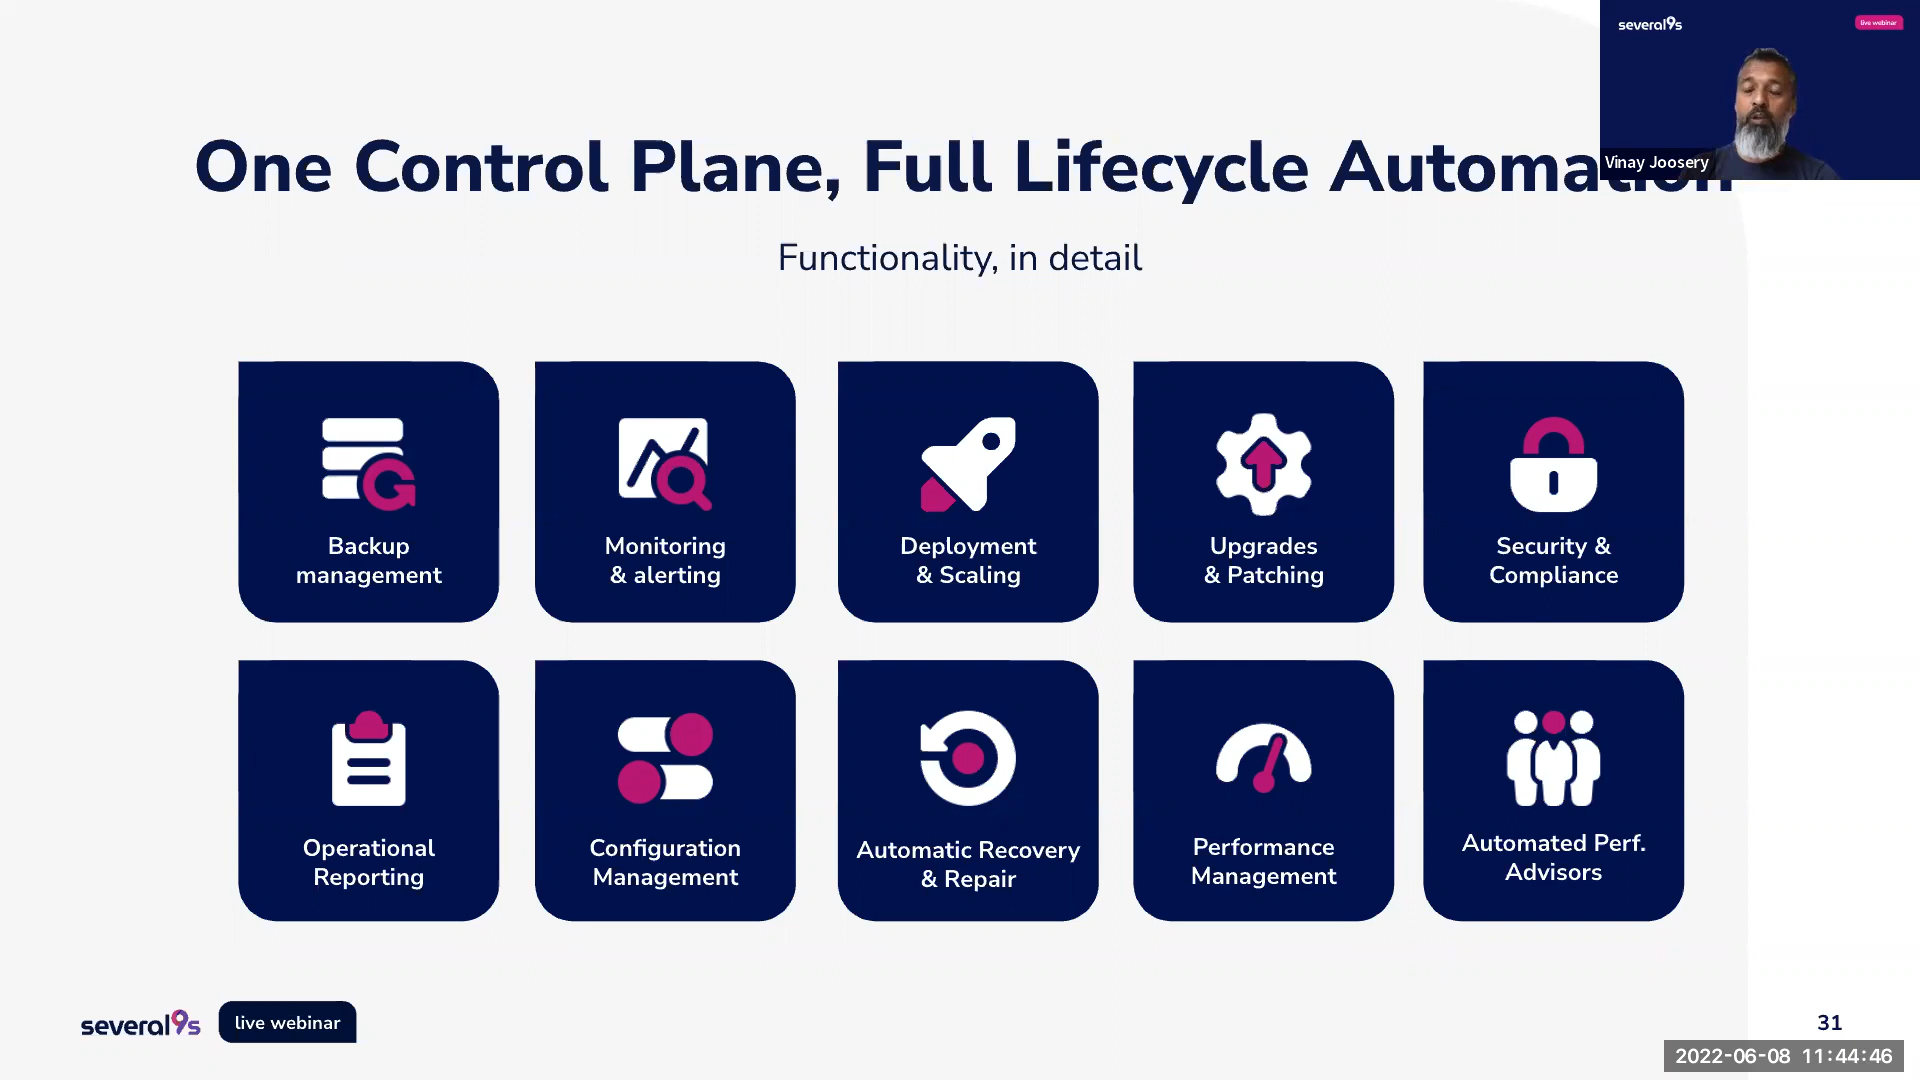 several9s
live webinar
Vinay Joosery
One Control Plane, Full Lifecycle Automation
Functionality, in detail
Backup
management
Monitoring
& alerting
Deployment
& Scaling
Upgrades
& Patching
Security &
Compliance
Operational
Reporting
Configuration
Management
Automatic Recovery
& Repair
Performance
Management
Automated Perf.
Advisors
several9s
live webinar
31
2022-06-08 11:44:46